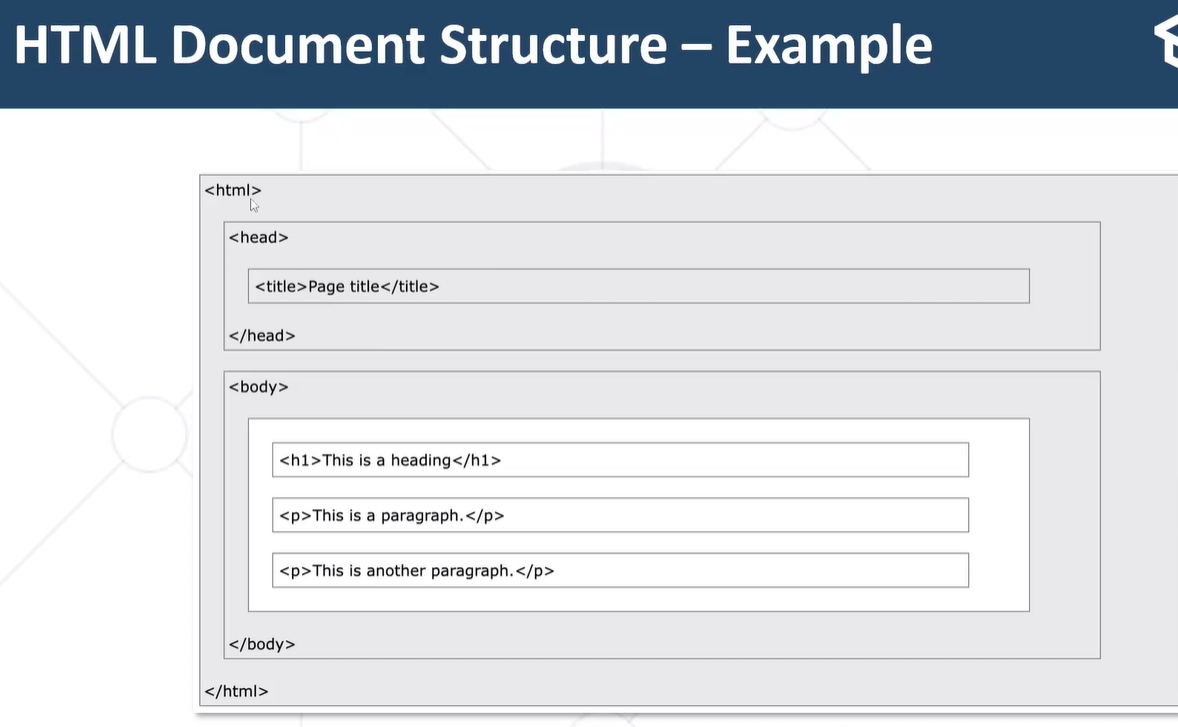 HTML Document Structure – Example
<html>
<head>
<title>Page title</title>
</head>
<body>
<h1>This is a heading</h1>
<p>This is a paragraph.</p>
<p>This is another paragraph.</p>
</body>
</html>